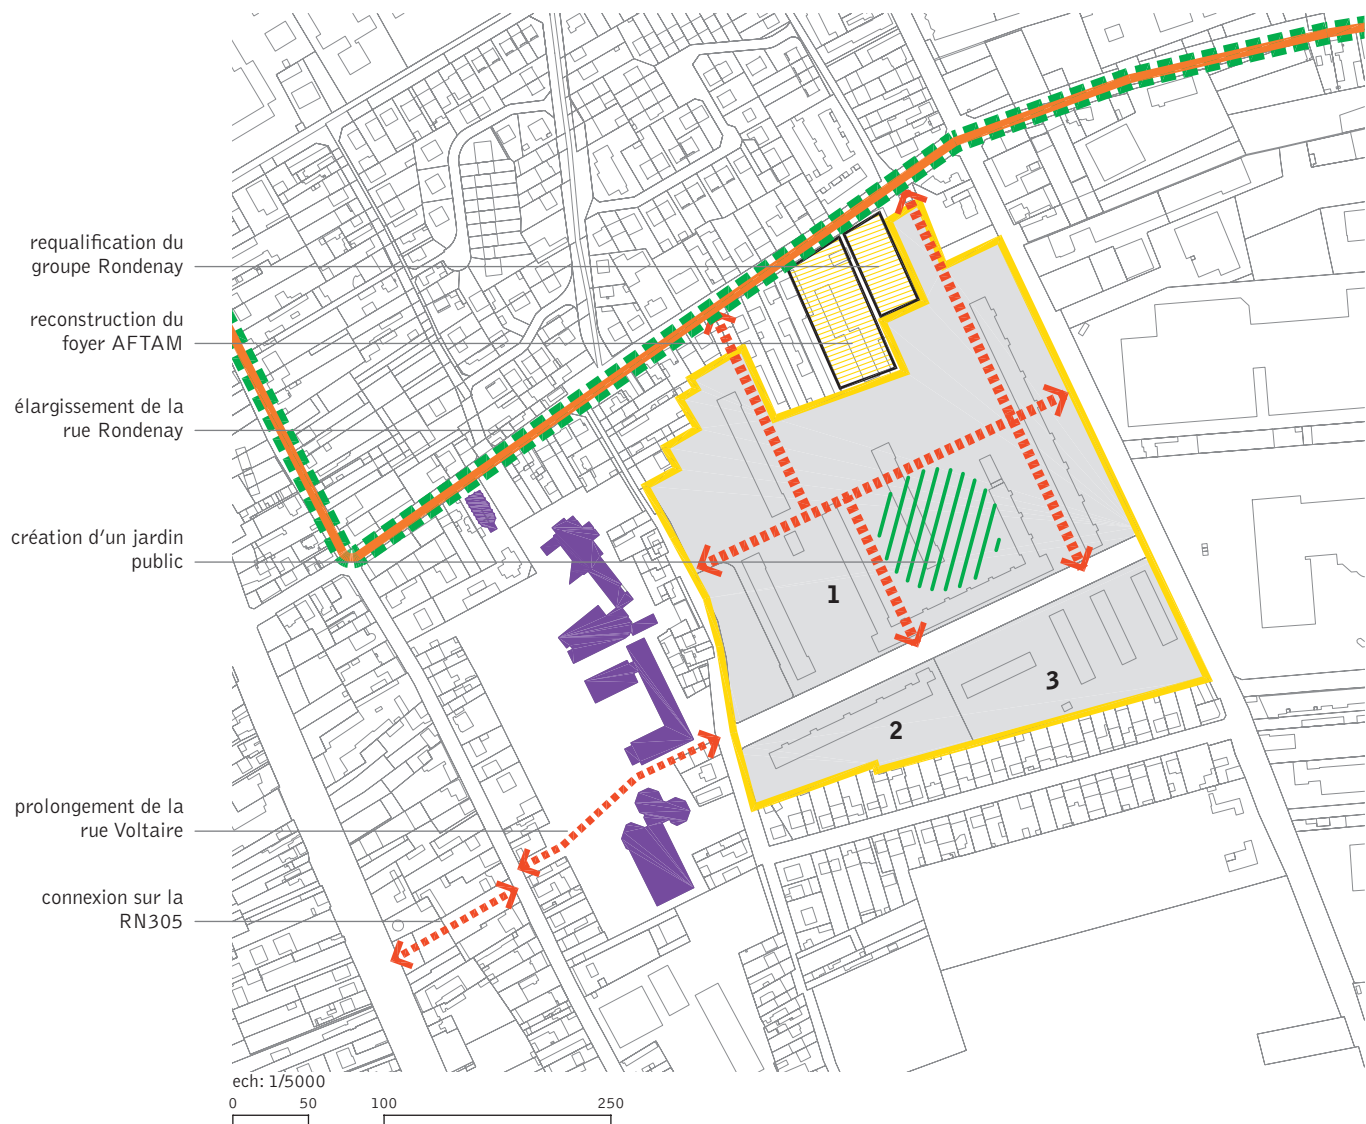 requalification du
groupe Rondenay
reconstruction du
foyer AFTAM
élargissement de la
rue Rondenay
création d'un jardin
public
1
3
2
prolongement de la
rue Voltaire
connexion sur la
RN305
ech: 1/5000
0 50 100 250